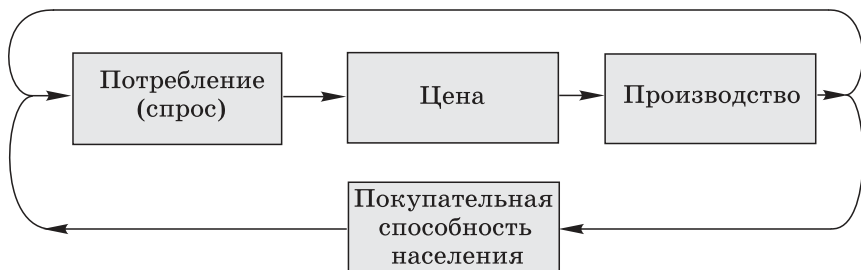 Потребление
(спрос)
Цена
Производство
Покупательная
способность
населения